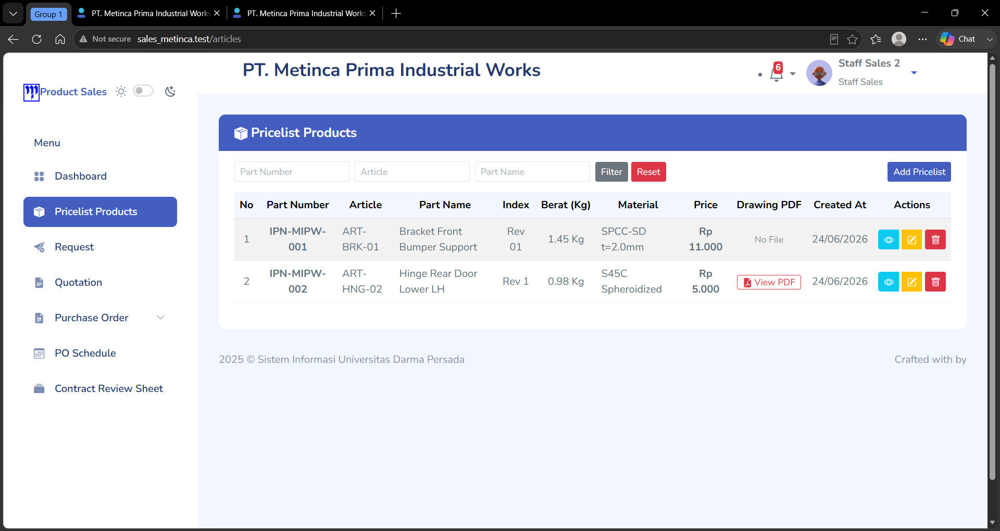 Group 1
PT. Metinca Prima Industrial Works
PT. Metinca Prima Industrial Works
Not secure sales_metinca.test/articles
Chat
PT. Metinca Prima Industrial Works
6
Staff Sales 2
Staff Sales
Product Sales
Menu
Dashboard
Pricelist Products
Request
Quotation
Purchase Order
PO Schedule
Contract Review Sheet
Pricelist Products
Part Number Article Part Name Filter Reset Add Pricelist
No Part Number Article Part Name Index Berat (Kg) Material Price Drawing PDF Created At Actions
1 IPN-MIPW-001 ART-BRK-01 Bracket Front Bumper Support Rev 01 1.45 Kg SPCC-SD t=2.0mm Rp 11.000 No File 24/06/2026
2 IPN-MIPW-002 ART-HNG-02 Hinge Rear Door Lower LH Rev 1 0.98 Kg S45C Spheroidized Rp 5.000 View PDF 24/06/2026
2025 © Sistem Informasi Universitas Darma Persada
Crafted with by